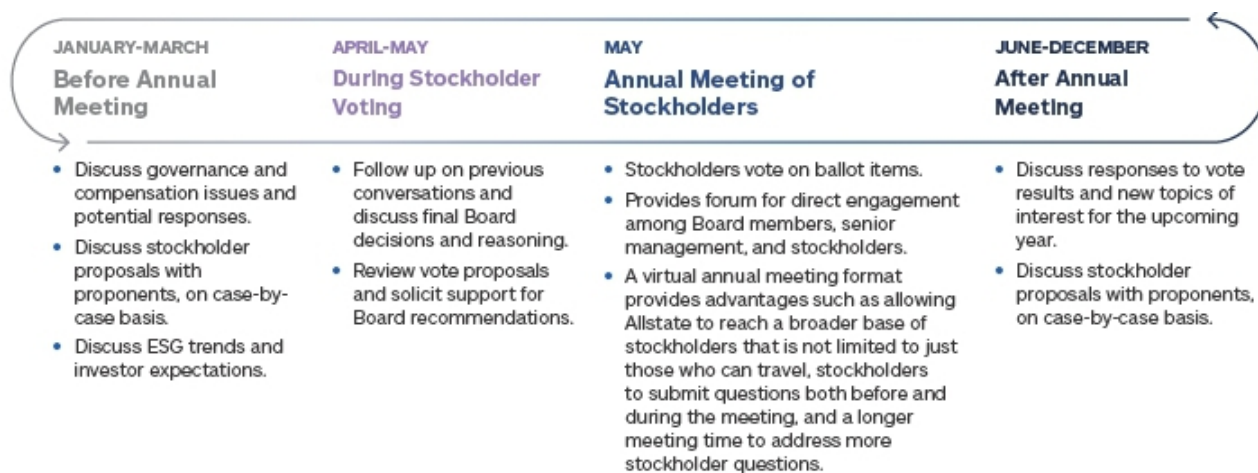 JANUARY-MARCH
Before Annual
Meeting
• Discuss governance and
compensation issues and
potential responses.
• Discuss stockholder
proposals with
proponents, on case-by-
case basis.
• Discuss ESG trends and
investor expectations.
APRIL-MAY
During Stockholder
Voting
• Follow up on previous
conversations and
discuss final Board
decisions and reasoning.
• Review vote proposals
and solicit support for
Board recommendations.
MAY
Annual Meeting of
Stockholders
• Stockholders vote on ballot items.
• Provides forum for direct engagement
among Board members, senior
management, and stockholders.
• A virtual annual meeting format
provides advantages such as allowing
Allstate to reach a broader base of
stockholders that is not limited to just
those who can travel, stockholders
to submit questions both before and
during the meeting, and a longer
meeting time to address more
stockholder questions.
JUNE-DECEMBER
After Annual
Meeting
• Discuss responses to vote
results and new topics of
interest for the upcoming
year.
• Discuss stockholder
proposals with proponents,
on case-by-case basis.